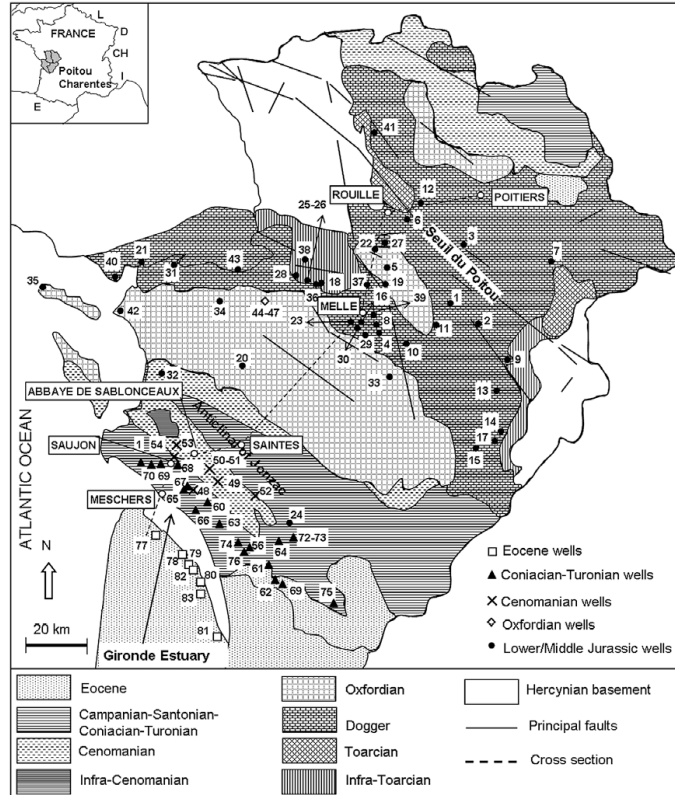 L
FRANCE
D
CH
Poitou
Charentes
I
E
41
ROUILLE
12
POITIERS
6
25-26
Seuil du Poitou
22
27
3
7
21
40
31
43
38
28
5
35
36
18
37
19
16
39
1
42
34
44-47
MELLE
23
8
11
2
30
29
4
10
9
20
32
33
13
ABBAYE DE SABLONCEAUX
14
17
15
Anticlinal of Jonzac
SAUJON
1
54
53
SAINTES
50-51
70
69
68
49
67
48
52
MESCHERS
65
60
66
63
24
72-73
74
56
64
76
61
77
79
78
82
80
83
62
69
75
81
ATLANTIC OCEAN
N
20 km
Gironde Estuary
Eocene wells
Coniacian-Turonian wells
Cenomanian wells
Oxfordian wells
Lower/Middle Jurassic wells
Eocene
Campanian-Santonian-
Coniacian-Turonian
Cenomanian
Infra-Cenomanian
Oxfordian
Dogger
Toarcian
Infra-Toarcian
Hercynian basement
Principal faults
Cross section